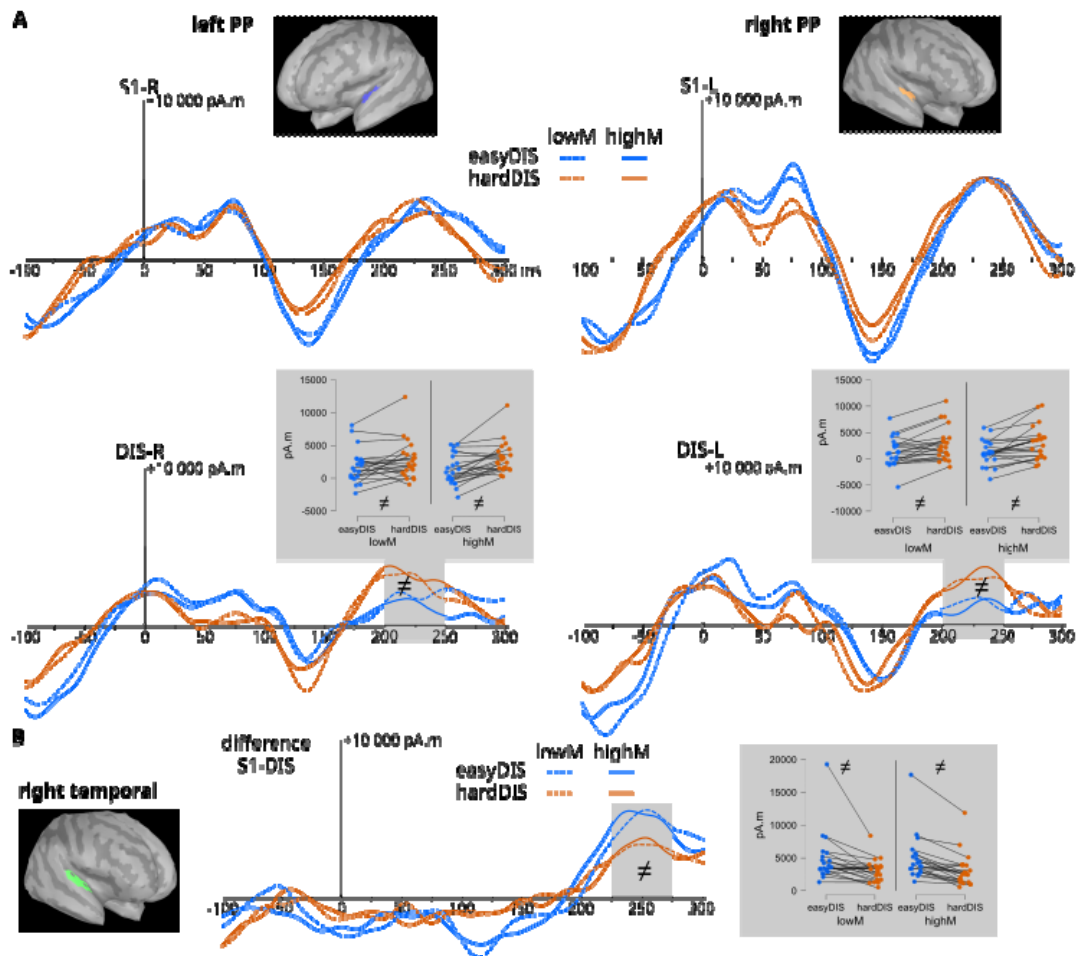 A
left PP
right PP
S1-R
+10 000 pA.m
S1-L
+10 000 pA.m
lowM highM
easyDIS
hardDIS
-100 0 50 100 150 200 250 300 ms
-100 0 50 100 150 200 250 300
DIS-R
+10 000 pA.m
15000
10000
5000
0
-5000
pA.m
≠ ≠
easyDIS hardDIS easyDIS hardDIS
lowM highM
≠
-100 0 50 100 150 200 250 300
DIS-L
+10 000 pA.m
15000
10000
5000
0
-5000
-10000
pA.m
≠ ≠
easyDIS hardDIS easyDIS hardDIS
lowM highM
≠
-100 0 50 100 150 200 250 300
B
right temporal
difference
S1-DIS
+10 000 pA.m
lowM highM
easyDIS
hardDIS
≠
-100 -50 0 50 100 150 200 250 300
20000
15000
10000
5000
0
pA.m
≠ ≠
easyDIS hardDIS easyDIS hardDIS
lowM highM